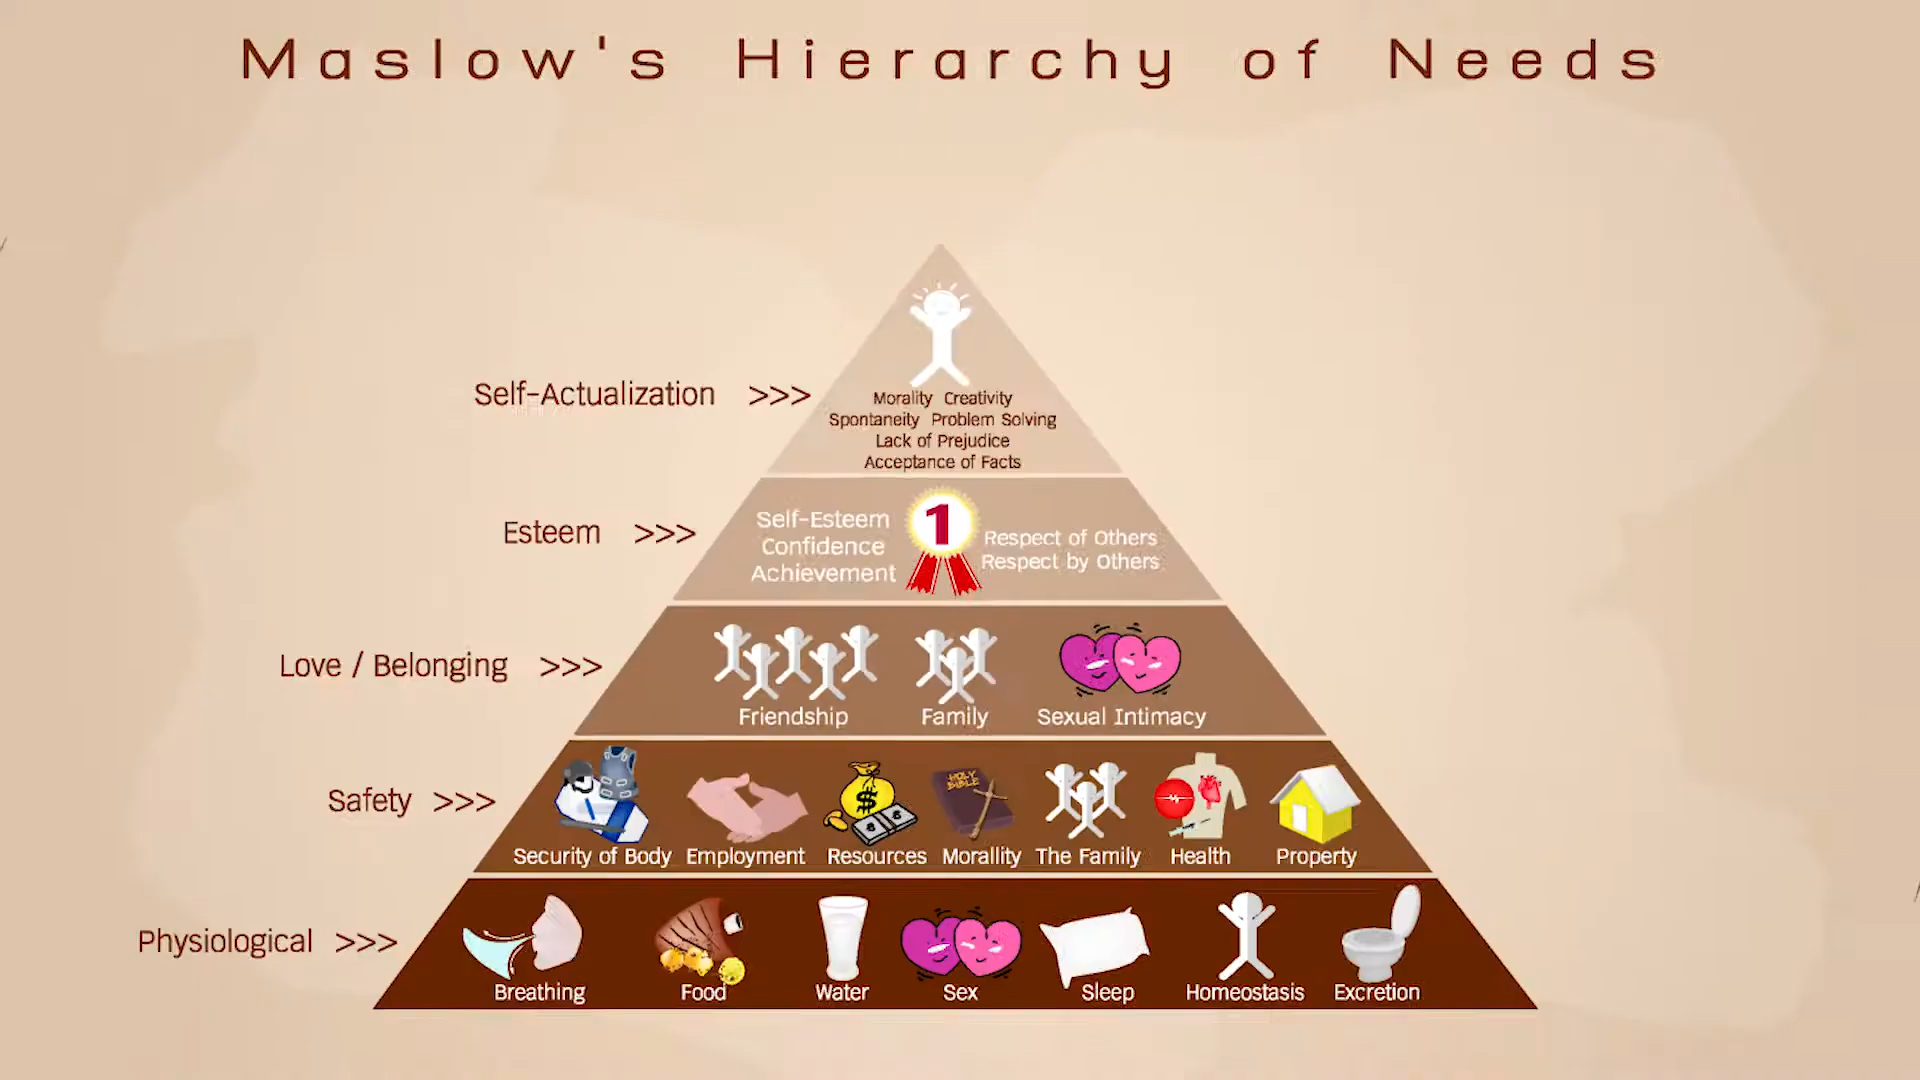 Maslow's Hierarchy of Needs
Self-Actualization >>>
Morality Creativity
Spontaneity Problem Solving
Lack of Prejudice
Acceptance of Facts
Esteem >>>
Self-Esteem
Confidence
Achievement
1
Respect of Others
Respect by Others
Love / Belonging >>>
Friendship Family Sexual Intimacy
Safety >>>
$
HOLY
BIBLE
Security of Body Employment Resources Morallity The Family Health Property
Physiological >>>
Breathing Food Water Sex Sleep Homeostasis Excretion